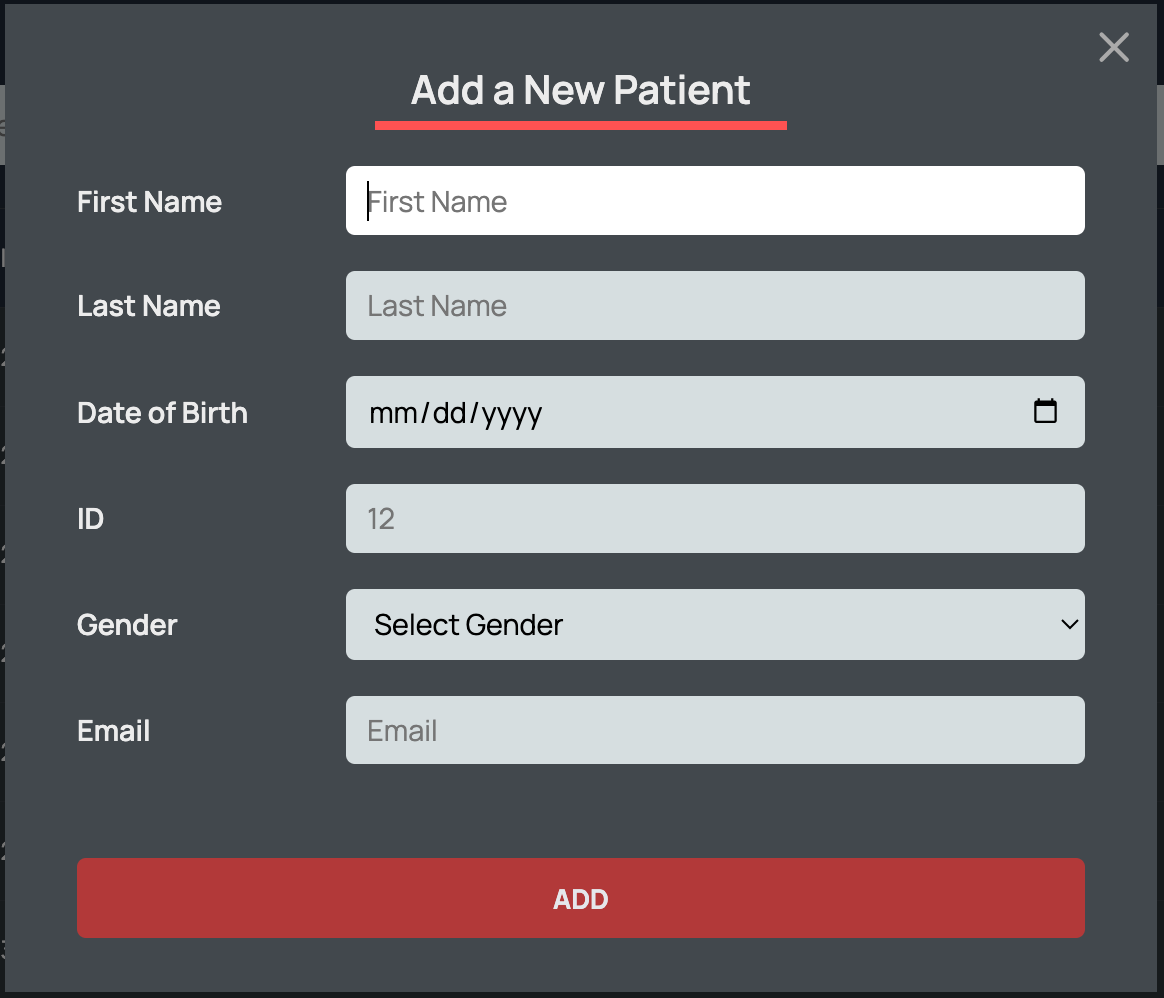 Add a New Patient
First Name First Name
Last Name Last Name
Date of Birth mm/dd/yyyy
ID 12
Gender Select Gender
Email Email
ADD